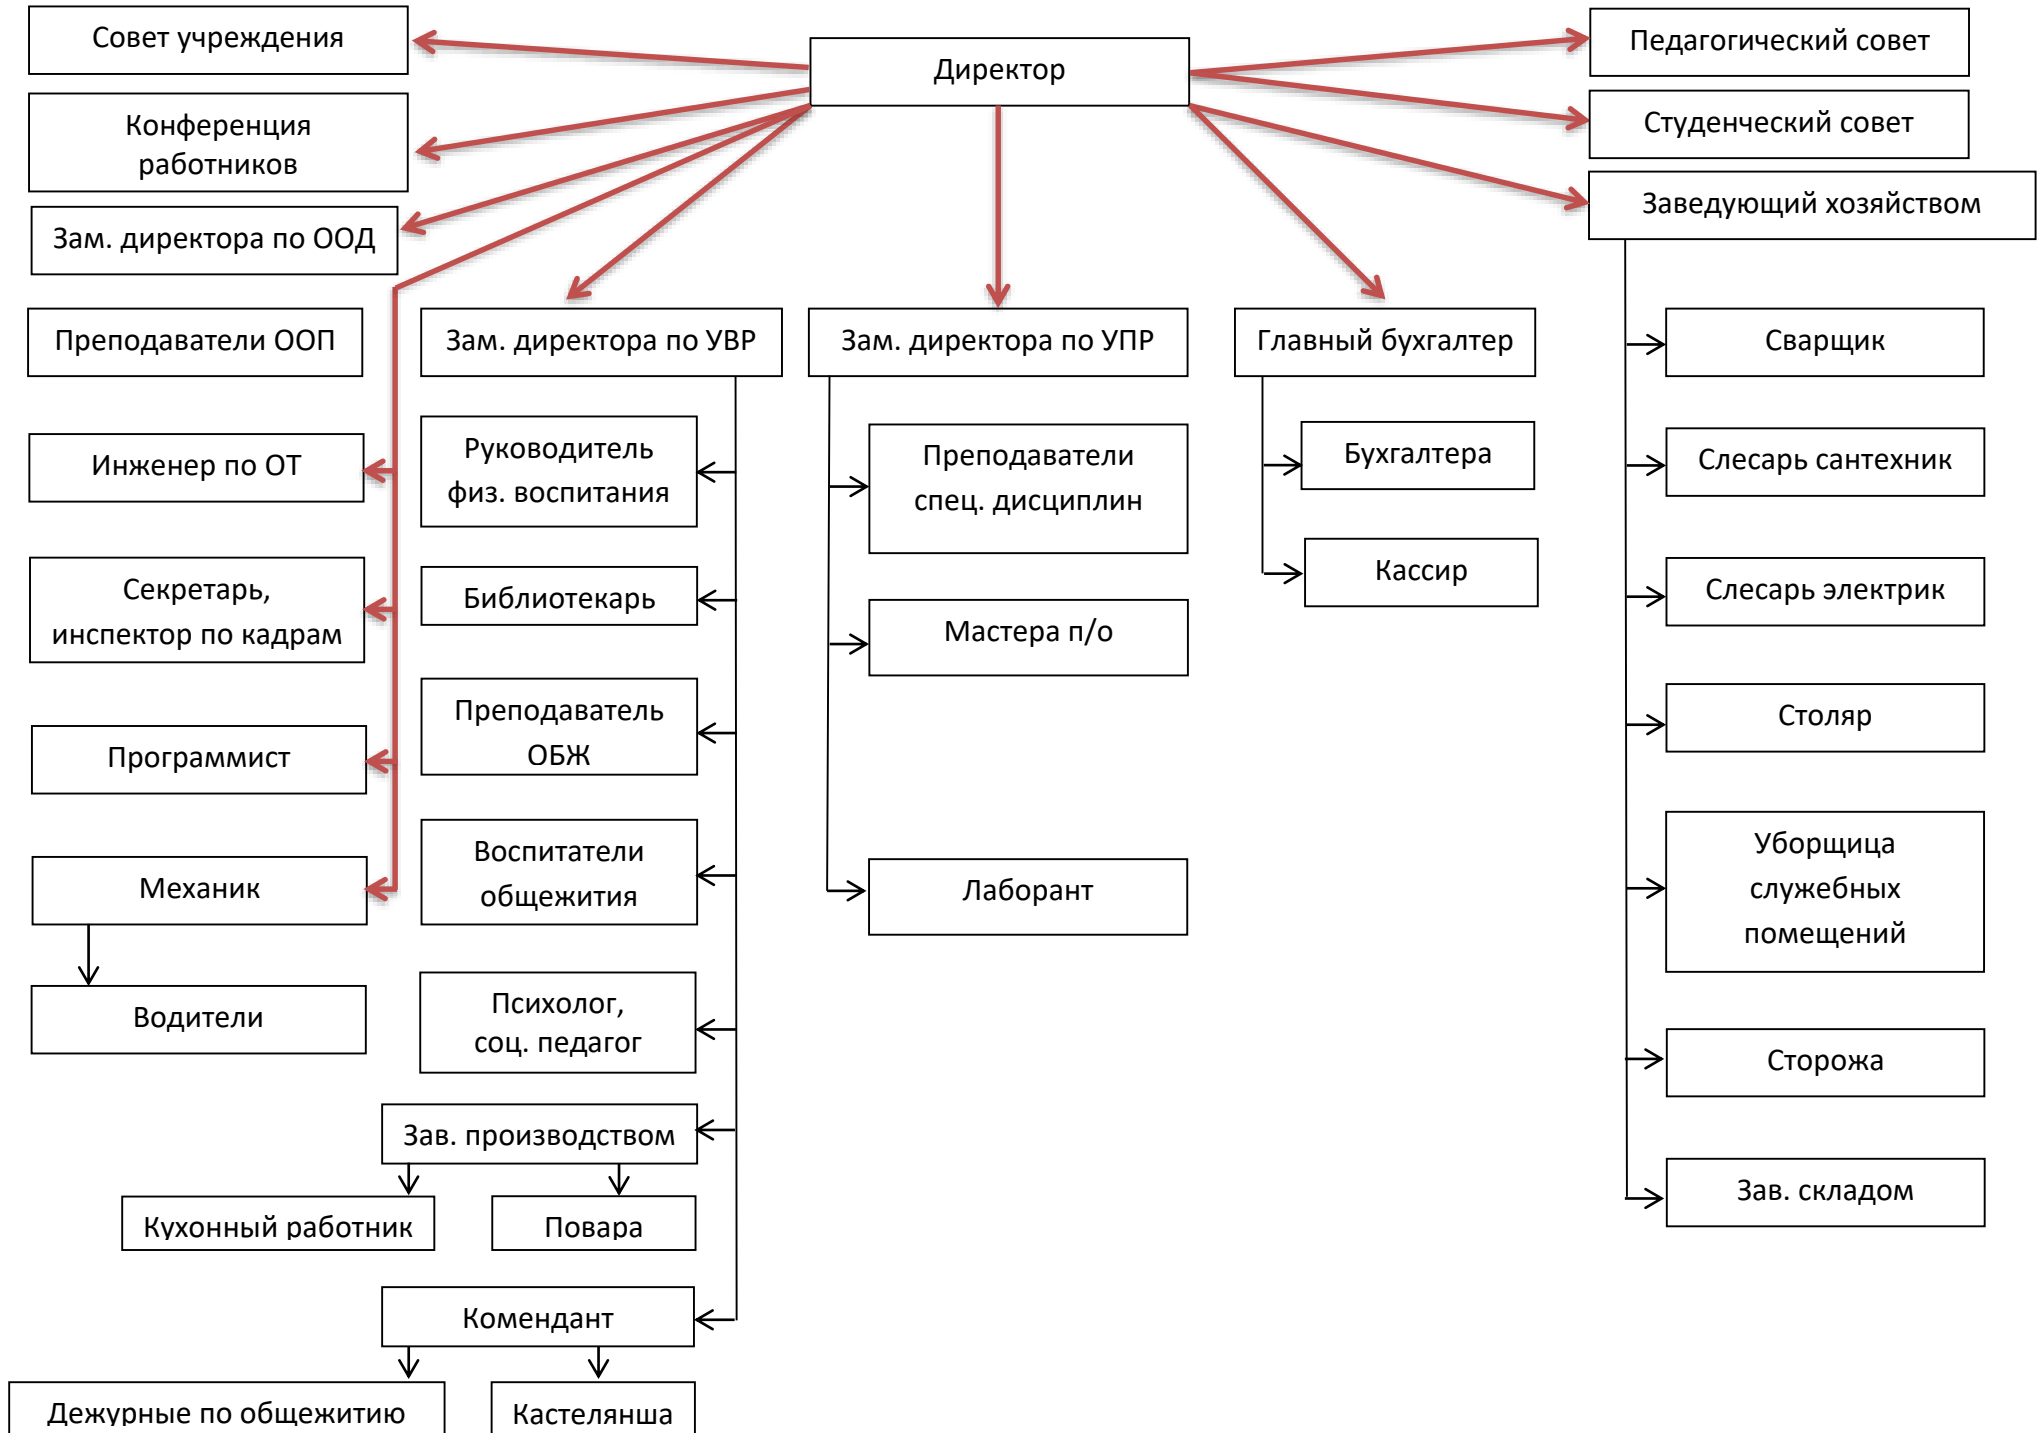 Совет учреждения
Директор
Педагогический совет
Конференция
работников
Студенческий совет
Зам. директора по ООД
Заведующий хозяйством
Преподаватели ООП
Зам. директора по УВР
Зам. директора по УПР
Главный бухгалтер
Сварщик
Инженер по ОТ
Руководитель
физ. воспитания
Преподаватели
спец. дисциплин
Бухгалтера
Слесарь сантехник
Секретарь,
инспектор по кадрам
Библиотекарь
Мастера п/о
Кассир
Слесарь электрик
Программист
Преподаватель
ОБЖ
Столяр
Механик
Воспитатели
общежития
Лаборант
Уборщица
служебных
помещений
Водители
Психолог,
соц. педагог
Сторожа
Зав. производством
Зав. складом
Кухонный работник
Повара
Комендант
Дежурные по общежитию
Кастелянша